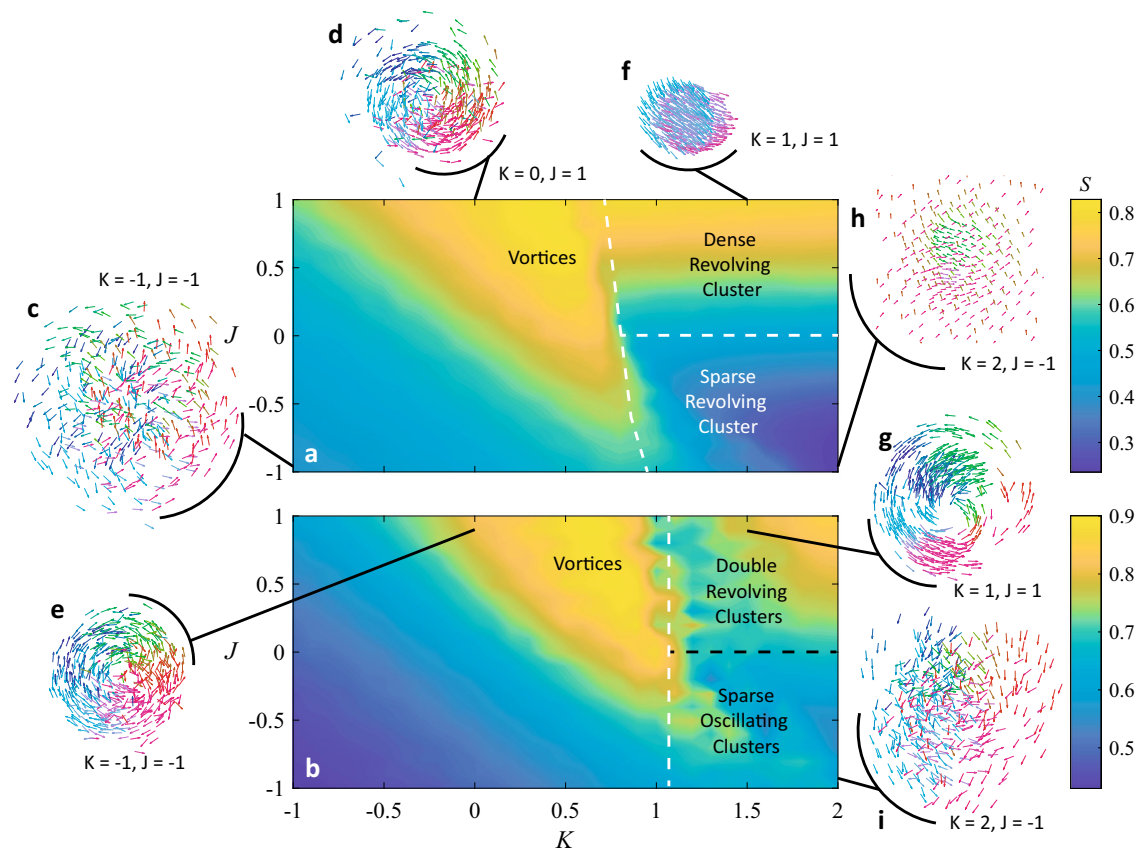 d
f
K = 1, J = 1
K = 0, J = 1
S
h
K = -1, J = -1
c
J
1
0.5
0
-0.5
-1
Vortices
Dense
Revolving
Cluster
Sparse
Revolving
Cluster
a
K = 2, J = -1
0.8
0.7
0.6
0.5
0.4
0.3
g
K = 1, J = 1
e
K = -1, J = -1
J
1
0.5
0
-0.5
-1
Vortices
Double
Revolving
Clusters
Sparse
Oscillating
Clusters
b
-1
-0.5
0
0.5
1
1.5
2
K
i
K = 2, J = -1
0.9
0.8
0.7
0.6
0.5